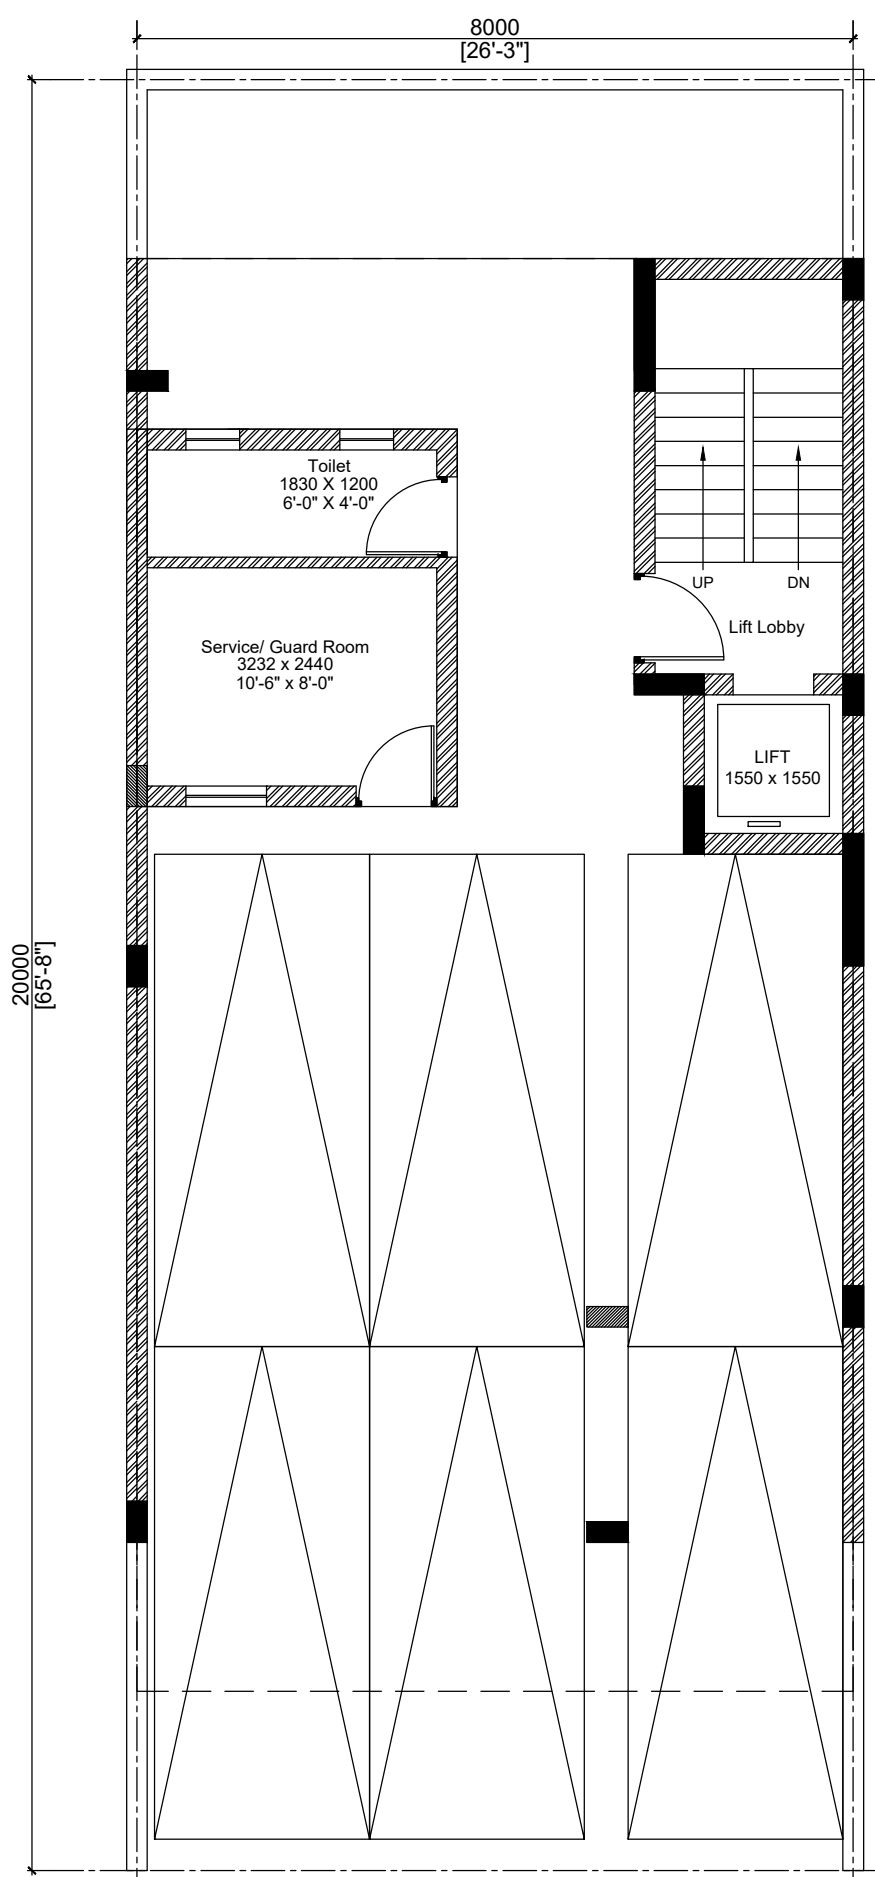 8000
[26'-3"]
Toilet
1830 X 1200
6'-0" X 4'-0"
UP
DN
Lift Lobby
Service/ Guard Room
3232 x 2440
10'-6" x 8'-0"
LIFT
1550 x 1550
20000
[65'-8"]